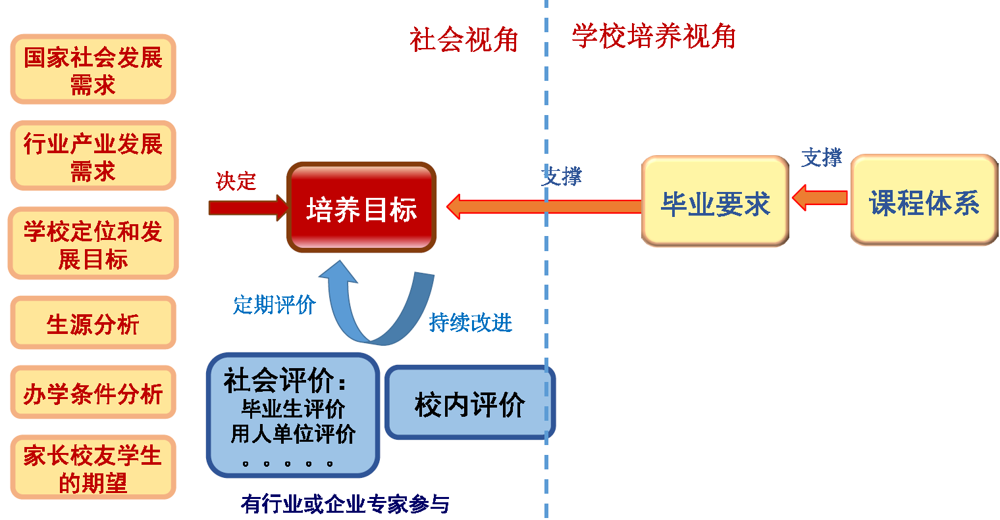 社会视角
学校培养视角
国家社会发展
需求
行业产业发展
需求
学校定位和发
展目标
生源分析
办学条件分析
家长校友学生
的期望
决定
培养目标
支撑
毕业要求
支撑
课程体系
定期评价
持续改进
社会评价：
毕业生评价
用人单位评价
。。。。。
校内评价
有行业或企业专家参与